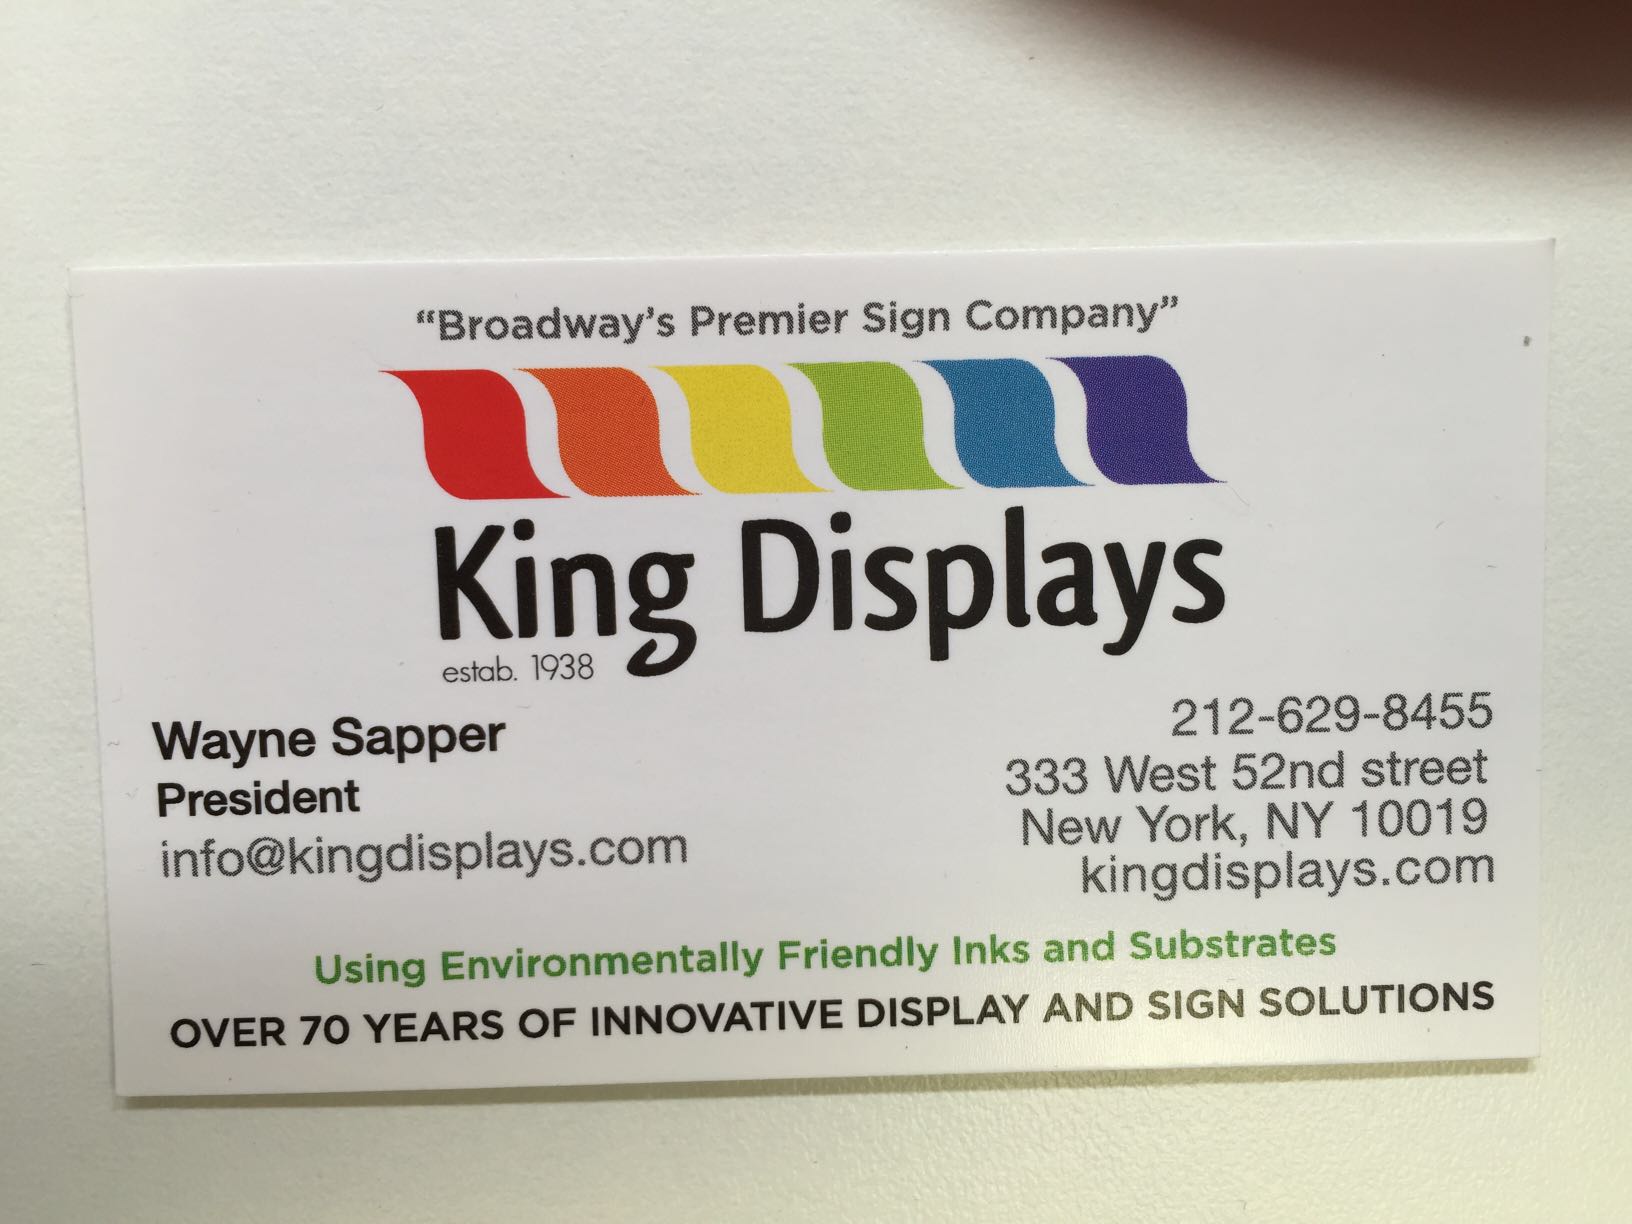 “Broadway’s Premier Sign Company”
King Displays
estab. 1938
Wayne Sapper
President
info@kingdisplays.com
212-629-8455
333 West 52nd street
New York, NY 10019
kingdisplays.com
Using Environmentally Friendly Inks and Substrates
OVER 70 YEARS OF INNOVATIVE DISPLAY AND SIGN SOLUTIONS